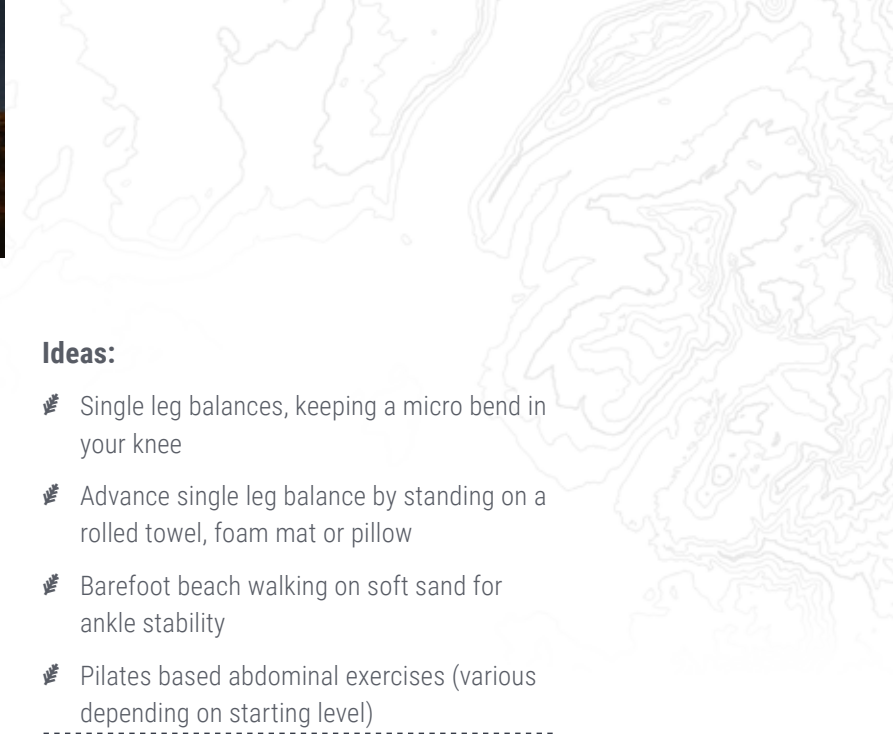 Ideas:
Single leg balances, keeping a micro bend in
your knee
Advance single leg balance by standing on a
rolled towel, foam mat or pillow
Barefoot beach walking on soft sand for
ankle stability
Pilates based abdominal exercises (various
depending on starting level)